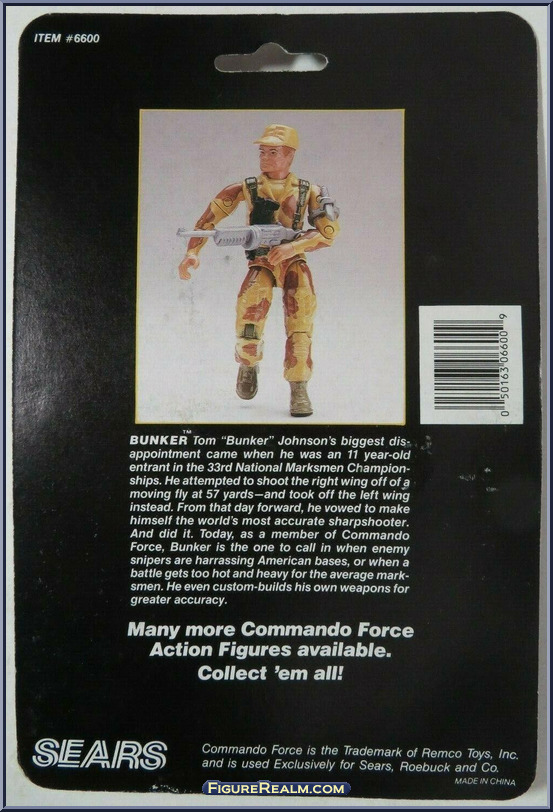 ITEM #6600
0 50163 06600 9
BUNKER™ Tom "Bunker" Johnson's biggest dis-
appointment came when he was an 11 year-old
entrant in the 33rd National Marksmen Champion-
ships. He attempted to shoot the right wing off of a
moving fly at 57 yards—and took off the left wing
instead. From that day forward, he vowed to make
himself the world's most accurate sharpshooter.
And did it. Today, as a member of Commando
Force, Bunker is the one to call in when enemy
snipers are harrassing American bases, or when a
battle gets too hot and heavy for the average mark-
smen. He even custom-builds his own weapons for
greater accuracy.
Many more Commando Force
Action Figures available.
Collect 'em all!
SEARS
Commando Force is the Trademark of Remco Toys, Inc.
and is used Exclusively for Sears, Roebuck and Co.
MADE IN CHINA
FIGUREREALM.COM